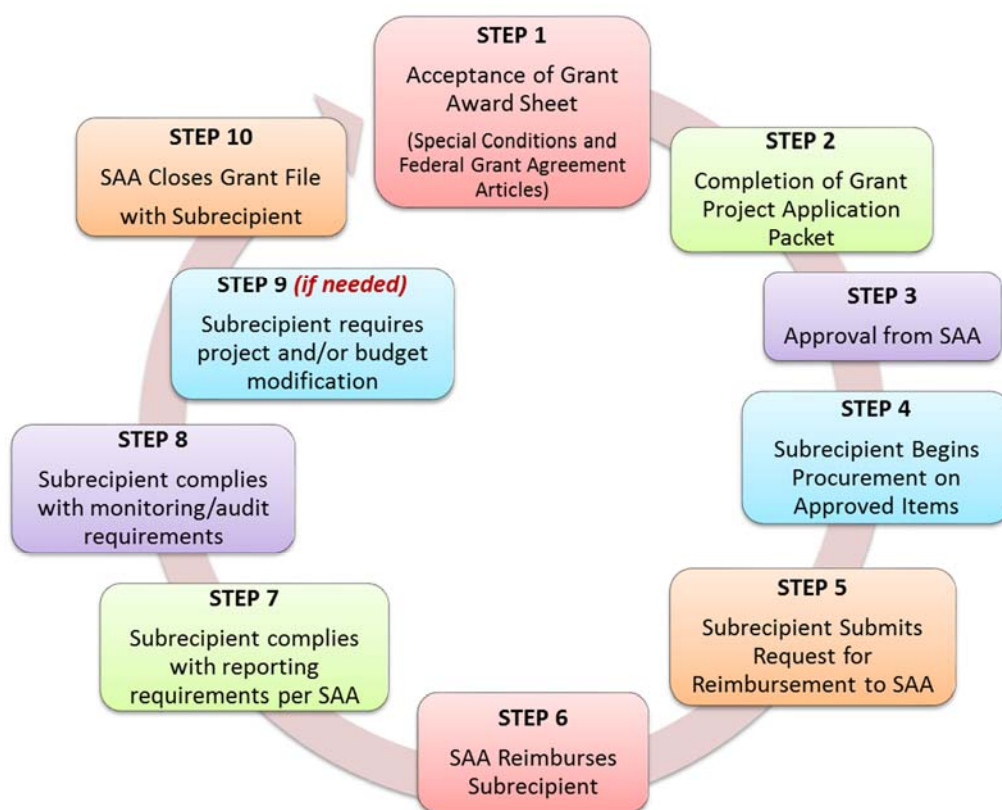 STEP 1
Acceptance of Grant
Award Sheet
(Special Conditions and
Federal Grant Agreement
Articles)
STEP 2
Completion of Grant
Project Application
Packet
STEP 3
Approval from SAA
STEP 4
Subrecipient Begins
Procurement on
Approved Items
STEP 5
Subrecipient Submits
Request for
Reimbursement to SAA
STEP 6
SAA Reimburses
Subrecipient
STEP 7
Subrecipient complies
with reporting
requirements per SAA
STEP 8
Subrecipient complies
with monitoring/audit
requirements
STEP 9 (if needed)
Subrecipient requires
project and/or budget
modification
STEP 10
SAA Closes Grant File
with Subrecipient